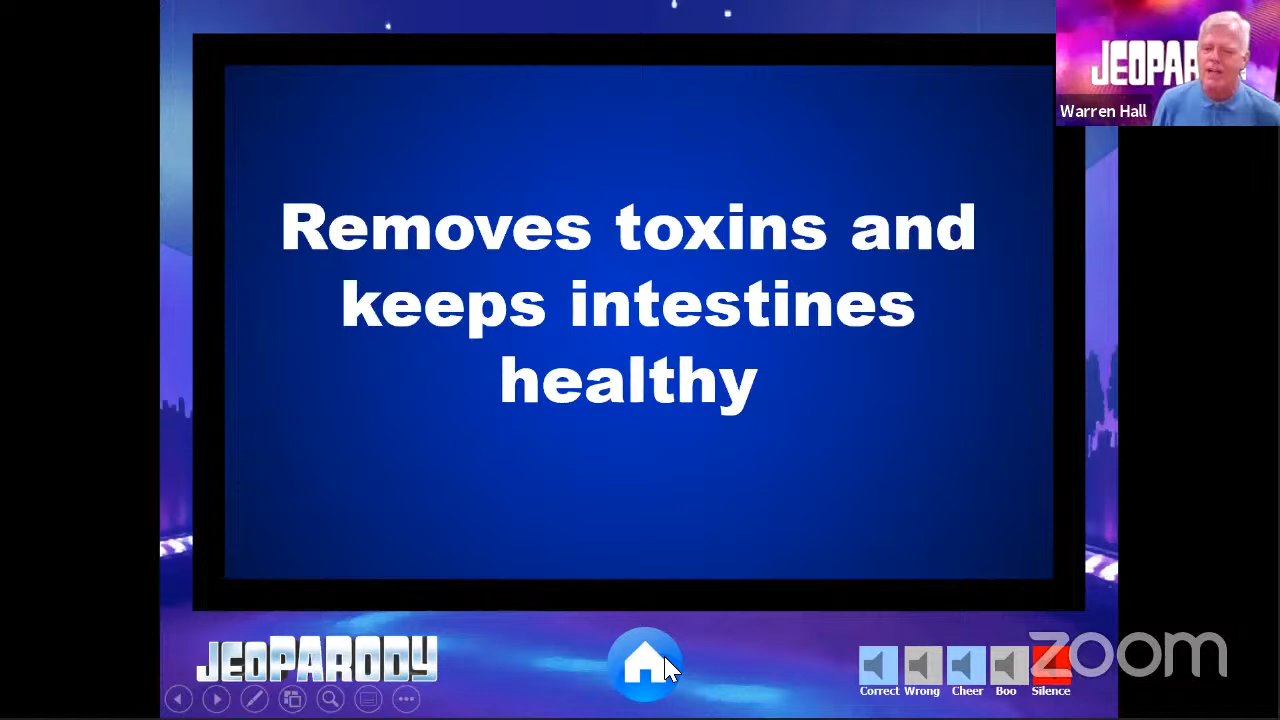 JEOPAR
Warren Hall
Removes toxins and
keeps intestines
healthy
JEOPARODY
zoom
Correct Wrong Cheer Boo Silence